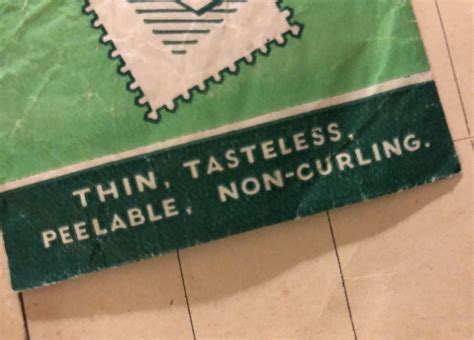 THIN, TASTELESS,
PEELABLE, NON-CURLING.